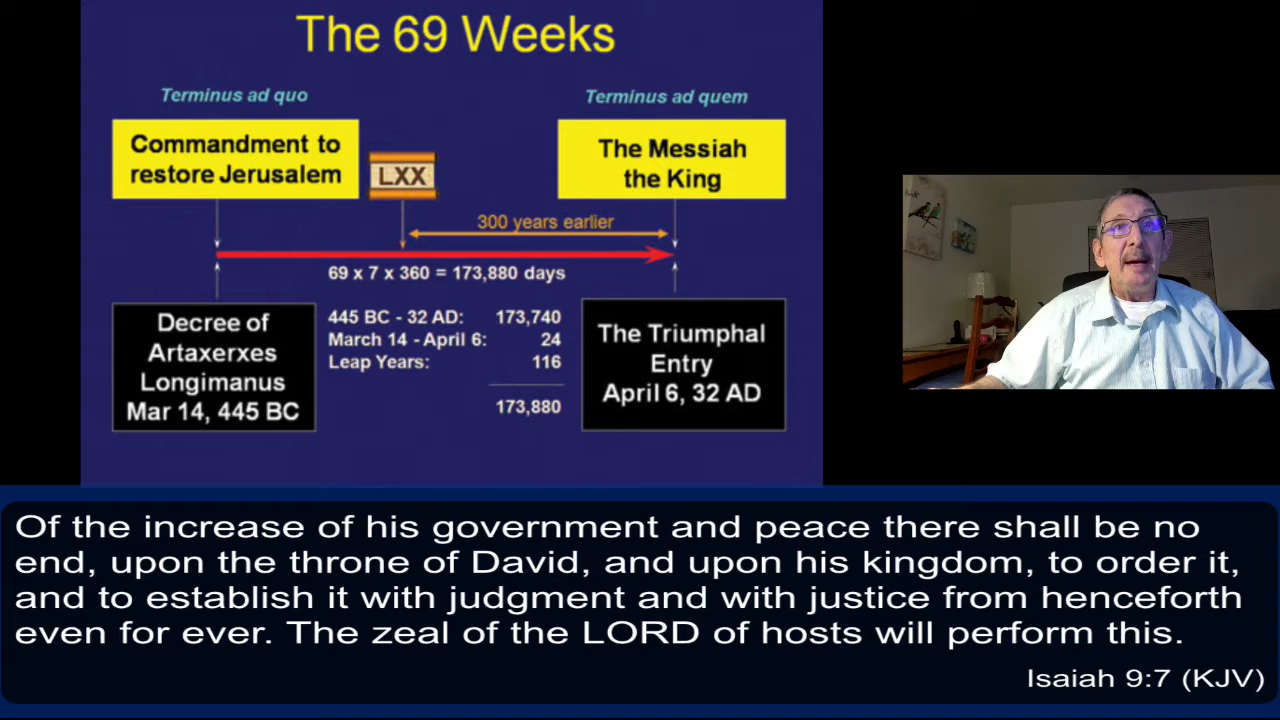 The 69 Weeks
Terminus ad quo
Terminus ad quem
Commandment to
restore Jerusalem
LXX
The Messiah
the King
300 years earlier
69 x 7 x 360 = 173,880 days
Decree of
Artaxerxes
Longimanus
Mar 14, 445 BC
445 BC - 32 AD: 173,740
March 14 - April 6: 24
Leap Years: 116
173,880
The Triumphal
Entry
April 6, 32 AD
Of the increase of his government and peace there shall be no
end, upon the throne of David, and upon his kingdom, to order it,
and to establish it with judgment and with justice from henceforth
even for ever. The zeal of the LORD of hosts will perform this.
Isaiah 9:7 (KJV)